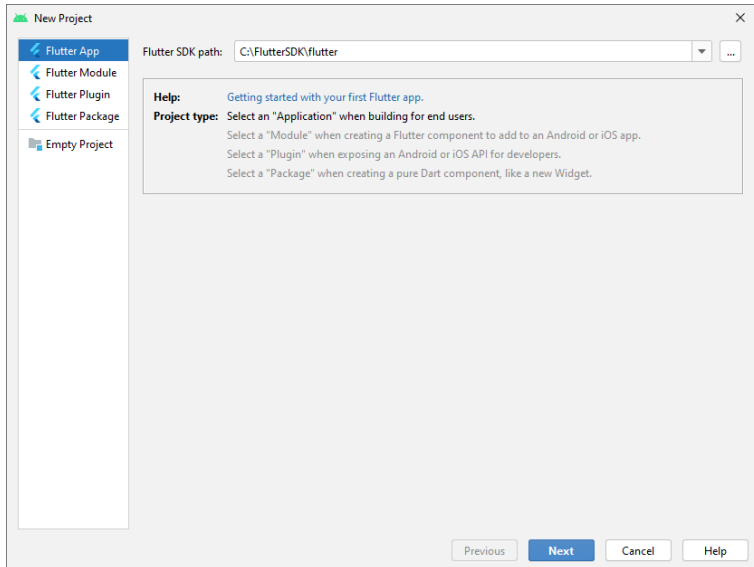 New Project
Flutter App
Flutter Module
Flutter Plugin
Flutter Package
Empty Project
Flutter SDK path: C:\FlutterSDK\flutter ...
Help: Getting started with your first Flutter app.
Project type: Select an "Application" when building for end users.
Select a "Module" when creating a Flutter component to add to an Android or iOS app.
Select a "Plugin" when exposing an Android or iOS API for developers.
Select a "Package" when creating a pure Dart component, like a new Widget.
Previous Next Cancel Help